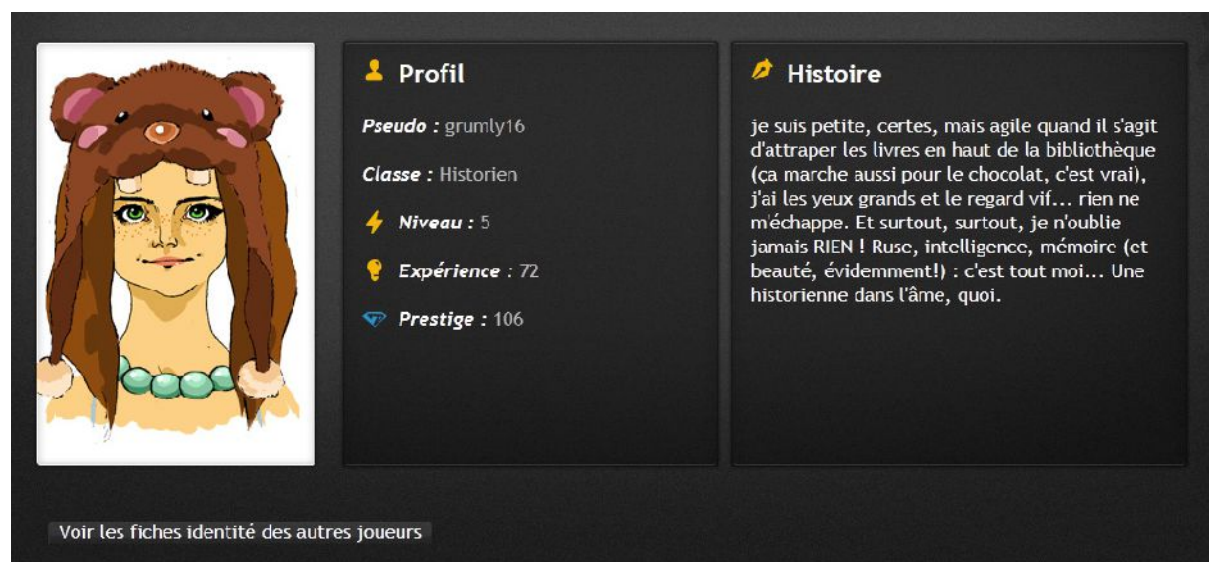 Profil
Pseudo : grumly16
Classe : Historien
Niveau : 5
Expérience : 72
Prestige : 106
Histoire
je suis petite, certes, mais agile quand il s'agit
d'attraper les livres en haut de la bibliothèque
(ça marche aussi pour le chocolat, c'est vrai),
j'ai les yeux grands et le regard vif... rien ne
m'échappe. Et surtout, surtout, je n'oublie
jamais RIEN ! Ruse, intelligence, mémoire (et
beauté, évidemment!) : c'est tout moi... Une
historienne dans l'âme, quoi.
Voir les fiches identité des autres joueurs